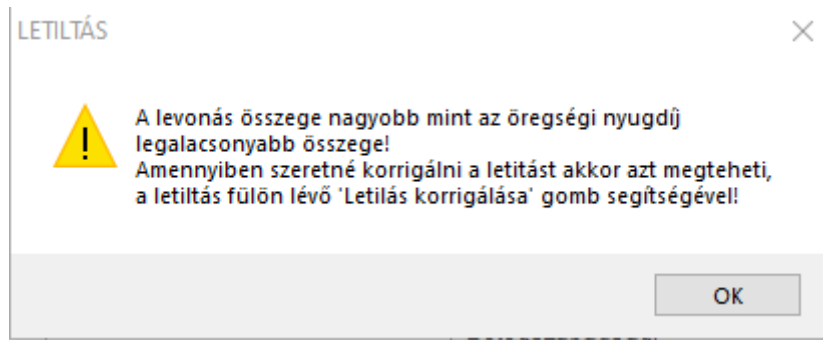 LETILTÁS
A levonás összege nagyobb mint az öregségi nyugdíj
legalacsonyabb összege!
Amennyiben szeretné korrigálni a letitást akkor azt megteheti,
a letiltás fülön lévő 'Letilás korrigálása' gomb segítségével!
OK